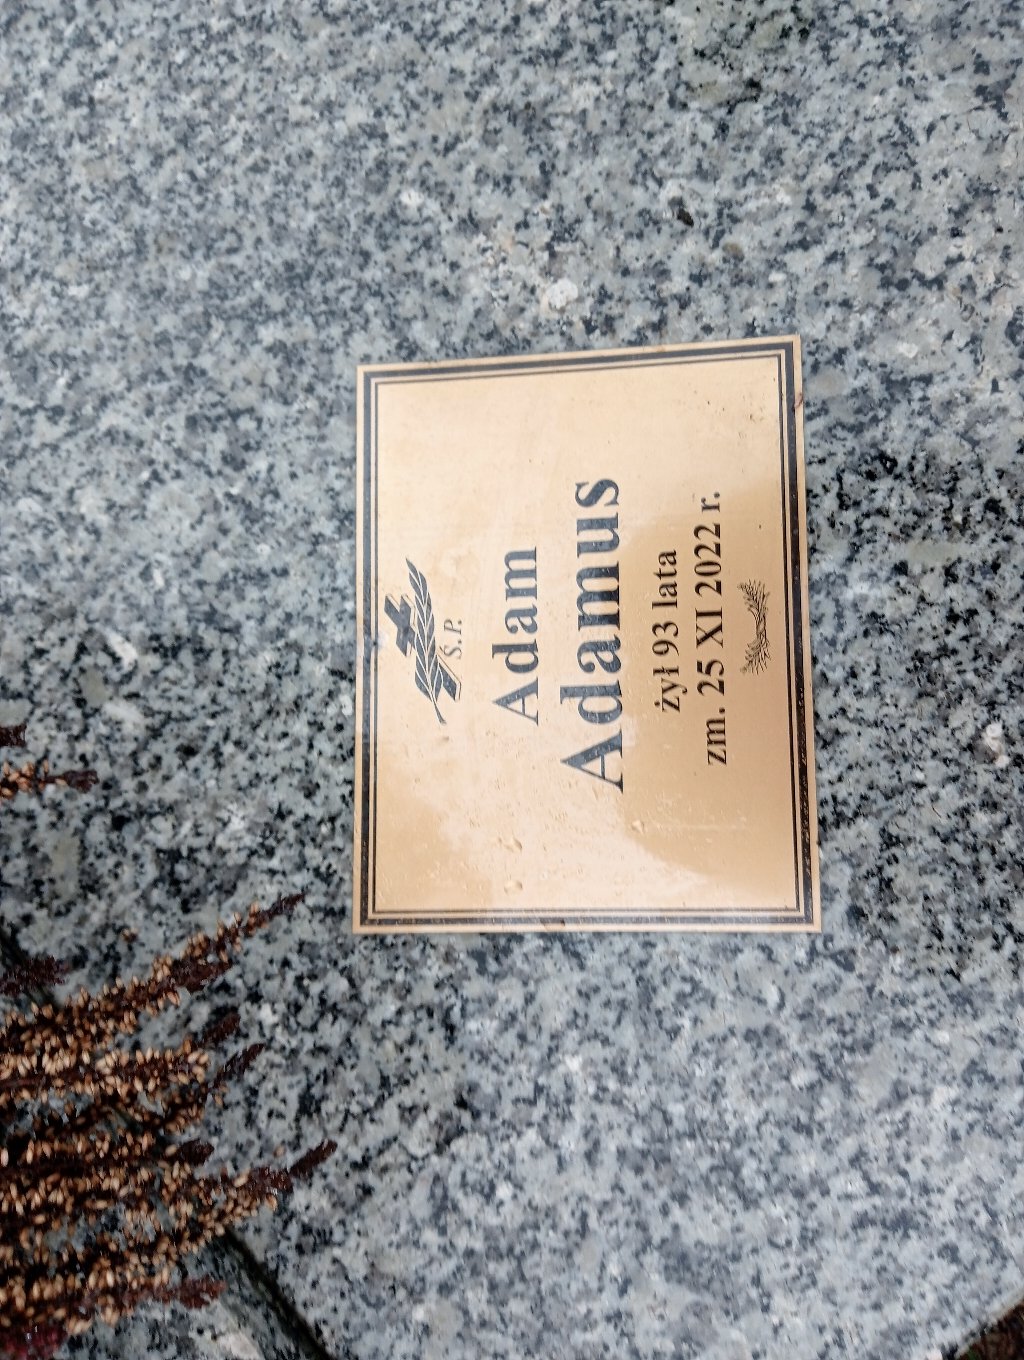 Ś.P.
Adam
Adamus
żył 93 lata
zm. 25 XI 2022 r.